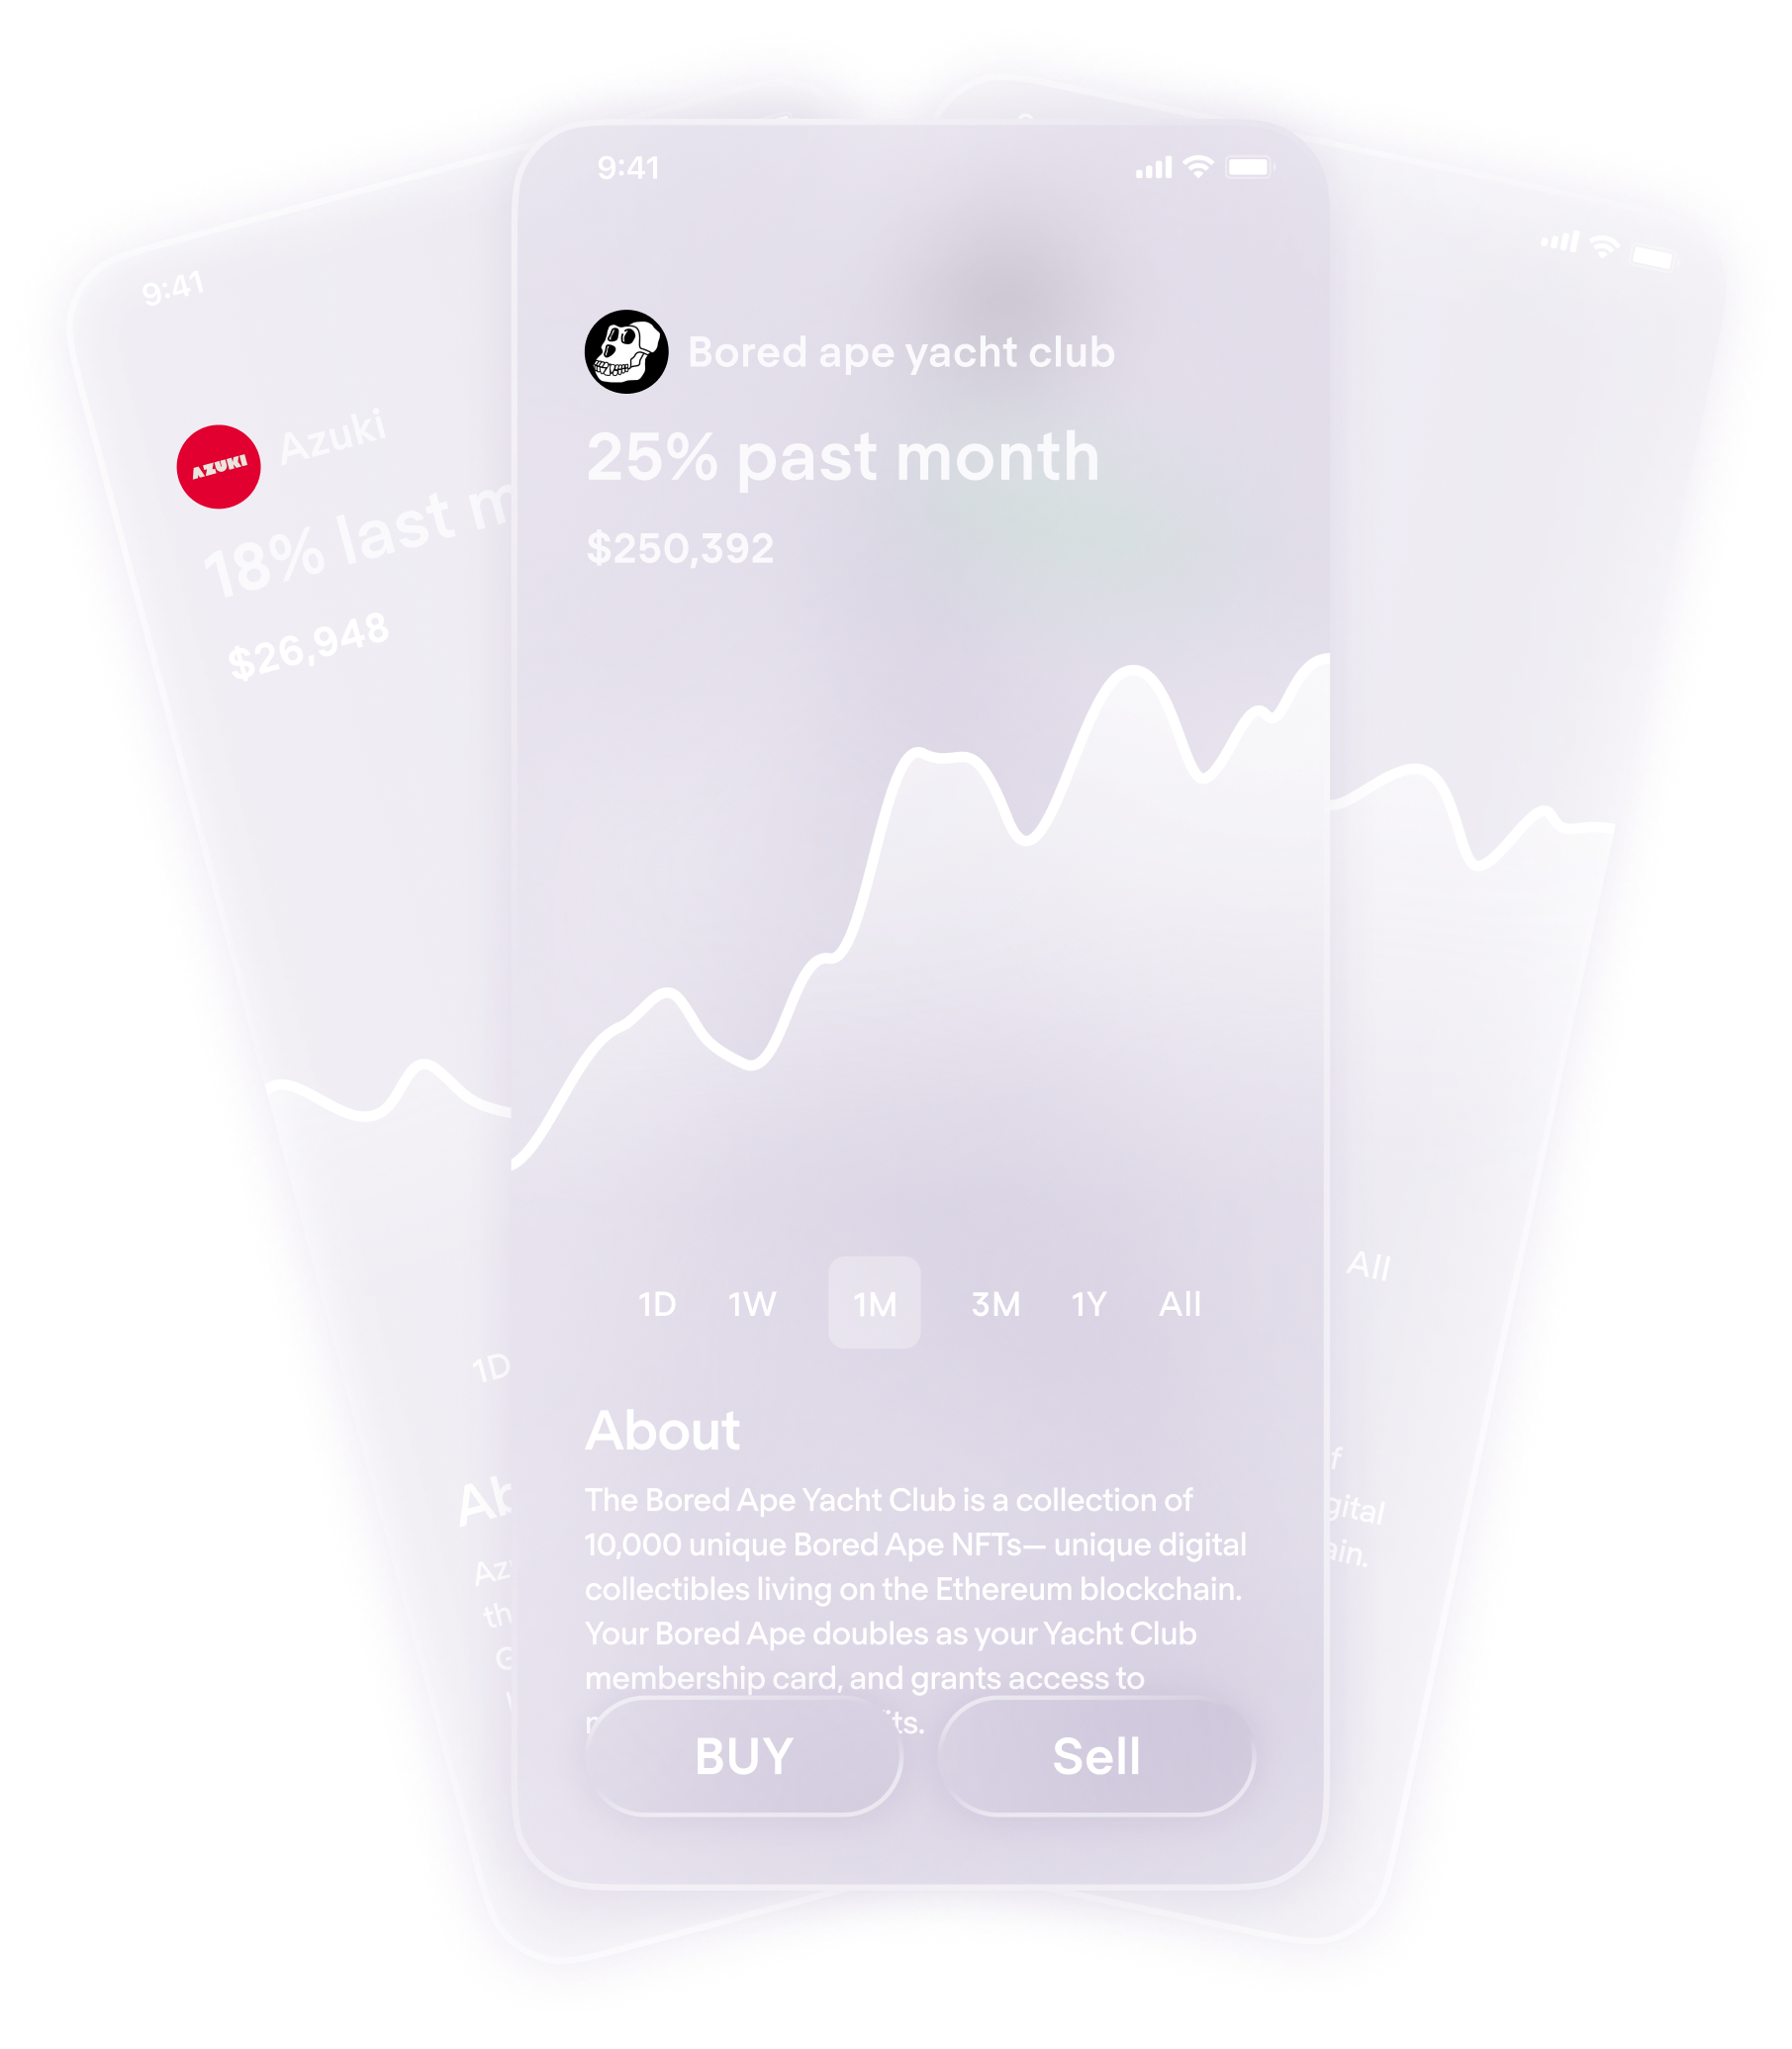 9:41
Bored ape yacht club
25% past month
$250,392
1D 1W 1M 3M 1Y All
About
The Bored Ape Yacht Club is a collection of
10,000 unique Bored Ape NFTs— unique digital
collectibles living on the Ethereum blockchain.
Your Bored Ape doubles as your Yacht Club
membership card, and grants access to
BUY
Sell
9:41
AZUKI
Azuki
18% last m
$26,948
1D
Ab
Az
th
G
All
f
gital
ain.